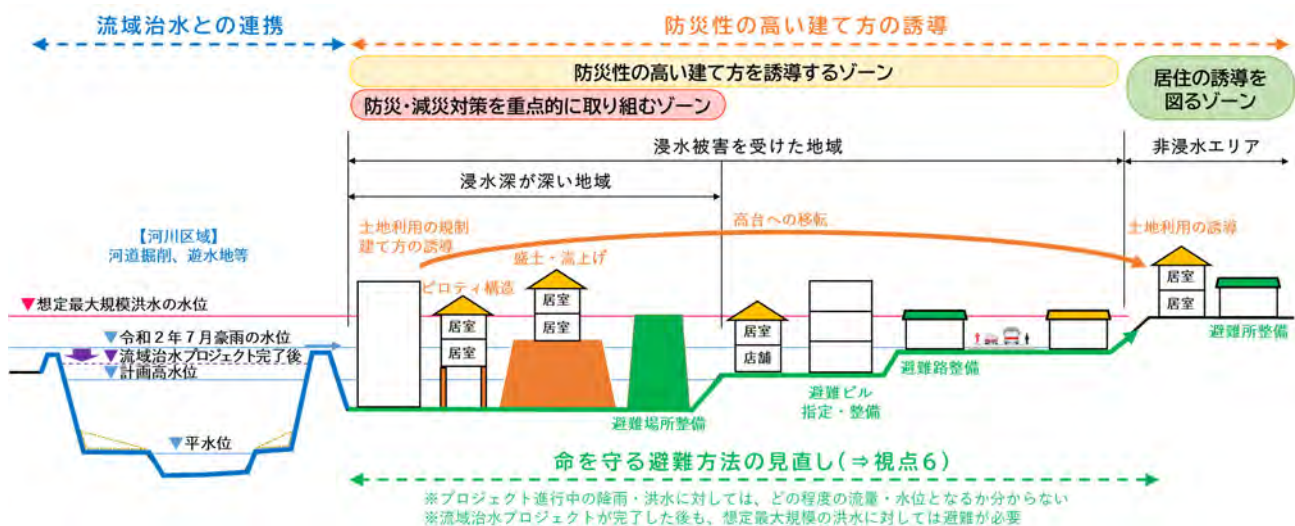 流域治水との連携
防災性の高い建て方の誘導
防災性の高い建て方を誘導するゾーン
居住の誘導を
図るゾーン
防災・減災対策を重点的に取り組むゾーン
浸水被害を受けた地域
非浸水エリア
浸水深が深い地域
【河川区域】
河道掘削、遊水地等
土地利用の規制
建て方の誘導
高台への移転
土地利用の誘導
盛土・嵩上げ
ピロティ構造
居室
居室
居室
居室
居室
店舗
居室
居室
▼想定最大規模洪水の水位
▼令和2年7月豪雨の水位
▼流域治水プロジェクト完了後
▼計画高水位
▼平水位
避難場所整備
避難ビル
指定・整備
避難路整備
避難所整備
命を守る避難方法の見直し(⇒視点6)
※プロジェクト進行中の降雨・洪水に対しては、どの程度の流量・水位となるか分からない
※流域治水プロジェクトが完了した後も、想定最大規模の洪水に対しては避難が必要